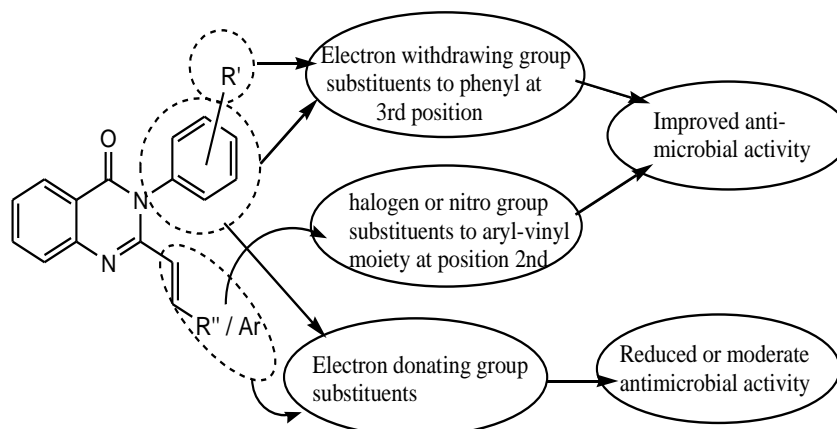 R'
O
N
N
R'' / Ar
Electron withdrawing group
substituents to phenyl at
3rd position
Improved anti-
microbial activity
halogen or nitro group
substituents to aryl-vinyl
moiety at position 2nd
Electron donating group
substituents
Reduced or moderate
antimicrobial activity